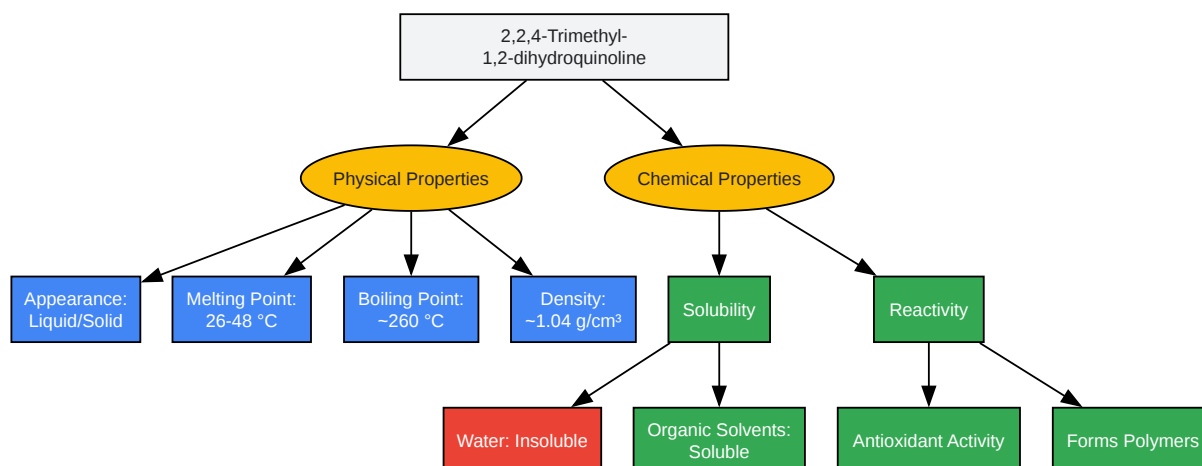 2,2,4-Trimethyl-
1,2-dihydroquinoline
Physical Properties
Chemical Properties
Appearance:
Liquid/Solid
Melting Point:
26-48 °C
Boiling Point:
~260 °C
Density:
~1.04 g/cm³
Solubility
Reactivity
Water: Insoluble
Organic Solvents:
Soluble
Antioxidant Activity
Forms Polymers